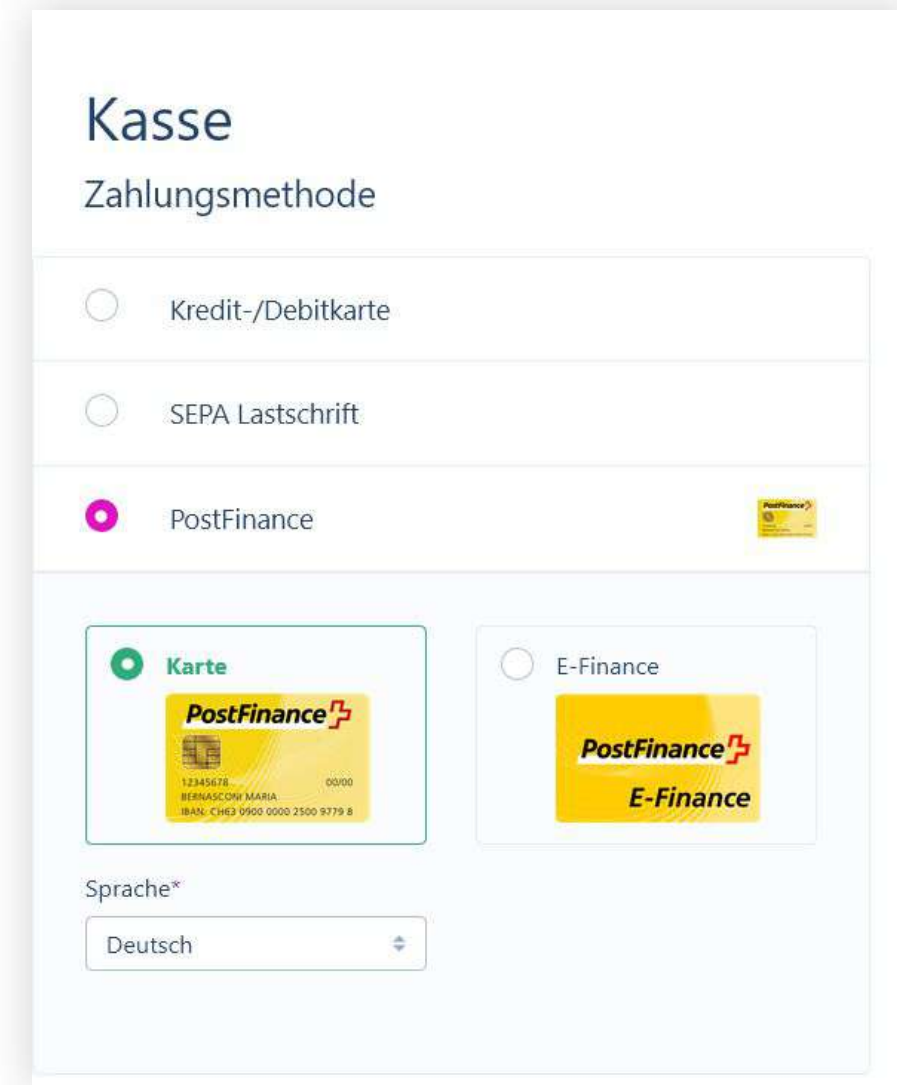 Kasse
Zahlungsmethode
Kredit-/Debitkarte
SEPA Lastschrift
PostFinance
PostFinance
Karte
PostFinance
12345678 00/00
BERNASCONI MARIA
IBAN: CH63 0900 0000 2500 9779 8
E-Finance
PostFinance
E-Finance
Sprache*
Deutsch